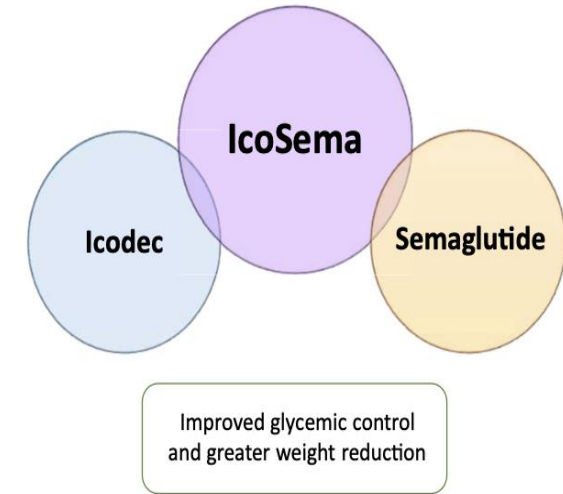 IcoSema
Icodec
Semaglutide
Improved glycemic control
and greater weight reduction